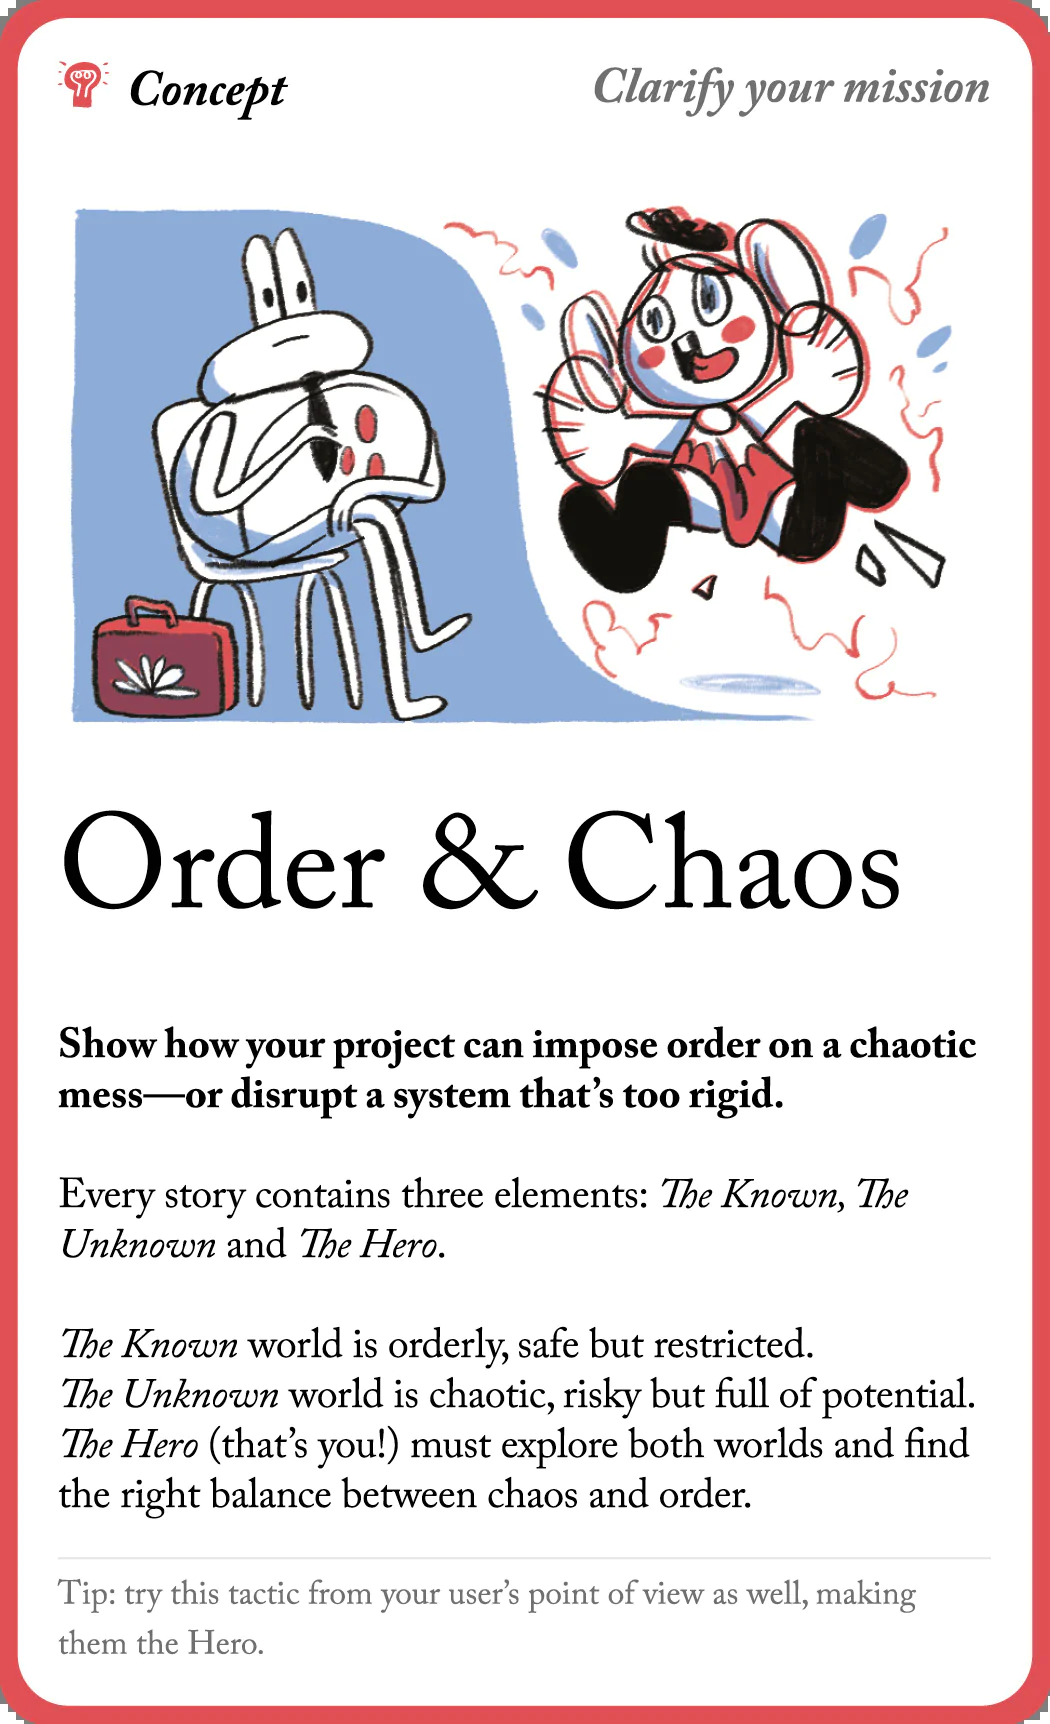 Concept
Clarify your mission
Order & Chaos
Show how your project can impose order on a chaotic
mess—or disrupt a system that’s too rigid.
Every story contains three elements: The Known, The
Unknown and The Hero.
The Known world is orderly, safe but restricted.
The Unknown world is chaotic, risky but full of potential.
The Hero (that’s you!) must explore both worlds and find
the right balance between chaos and order.
Tip: try this tactic from your user’s point of view as well, making
them the Hero.